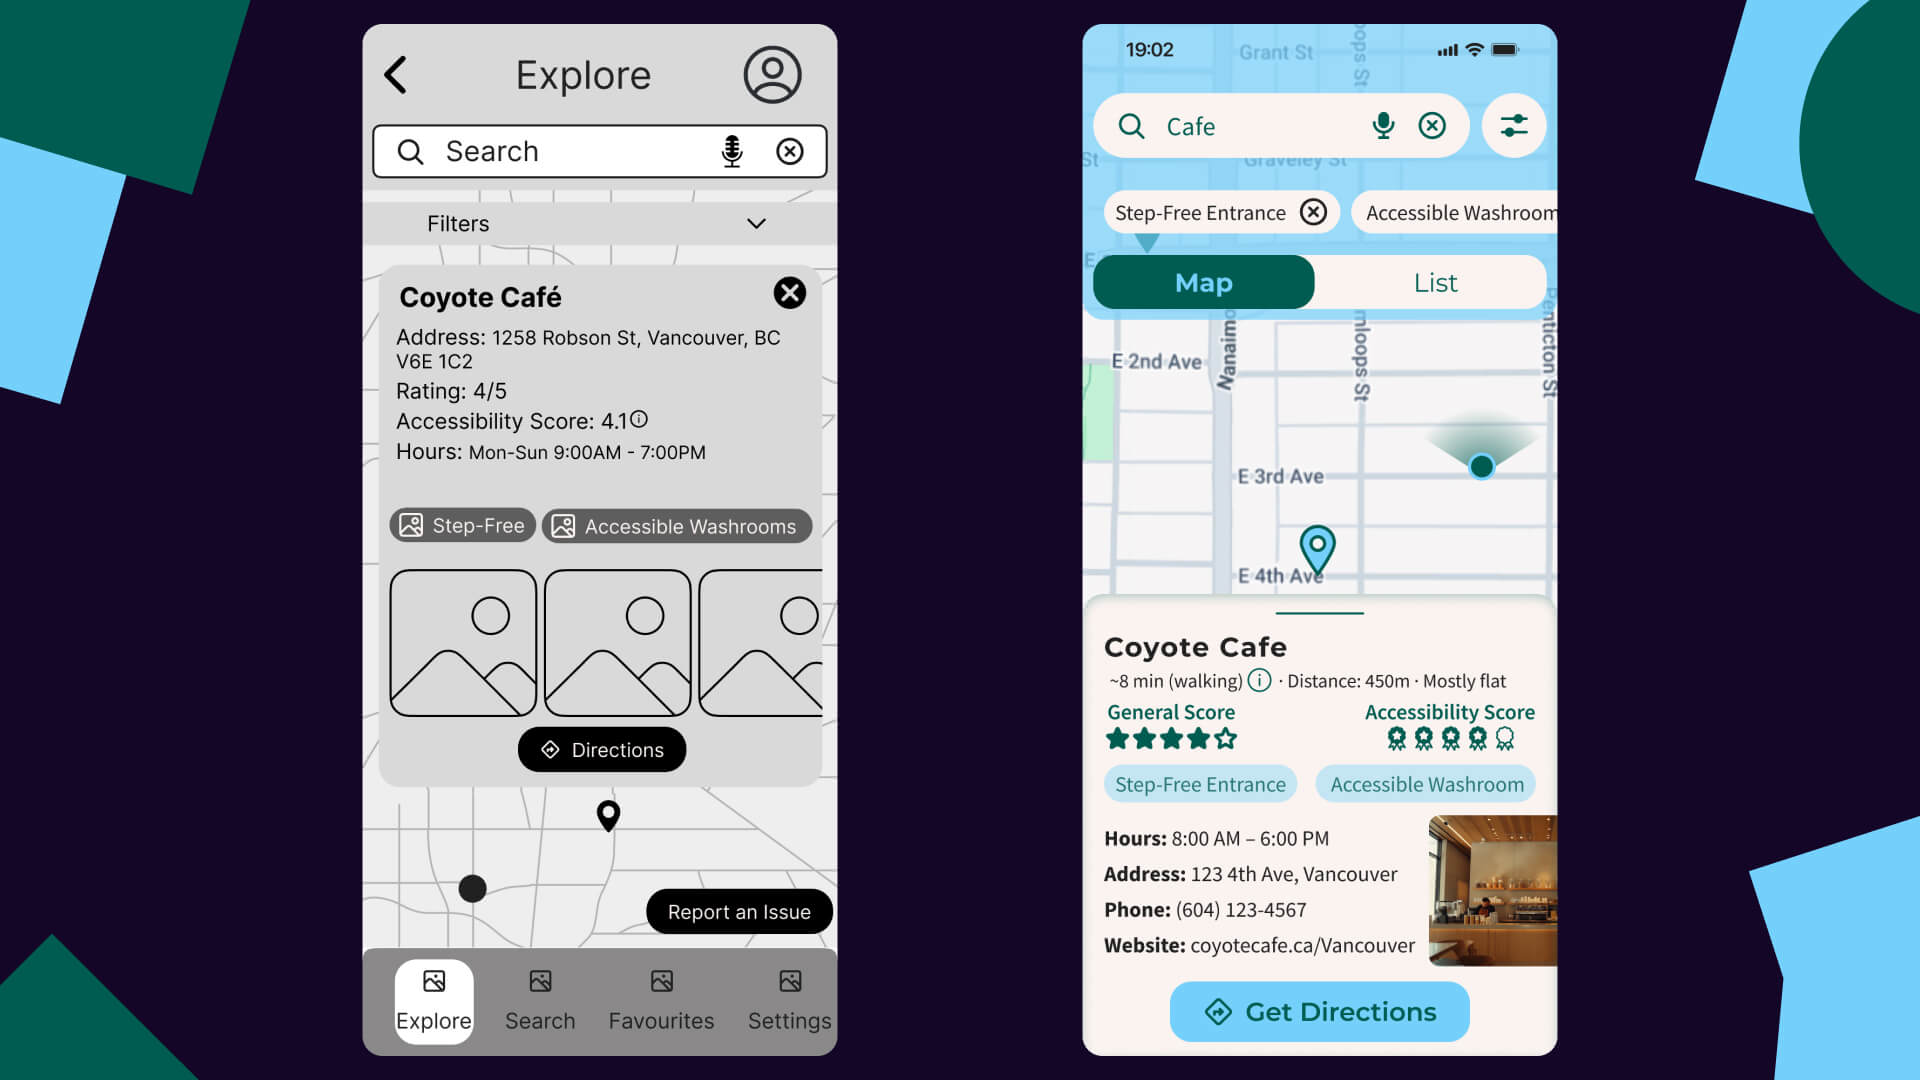 Explore
Search
Filters
Coyote Café
Address: 1258 Robson St, Vancouver, BC
V6E 1C2
Rating: 4/5
Accessibility Score: 4.1
Hours: Mon-Sun 9:00AM - 7:00PM
Step-Free
Accessible Washrooms
Directions
Report an Issue
Explore
Search
Favourites
Settings
19:02
Grant St
oops St
Cafe
St
Graveley St
Step-Free Entrance
Accessible Washroom
E
Map
List
E 2nd Ave
Nanaimo
mloops St
Penticton St
E 3rd Ave
E 4th Ave
Coyote Cafe
~8 min (walking) · Distance: 450m · Mostly flat
General Score
Accessibility Score
Step-Free Entrance
Accessible Washroom
Hours: 8:00 AM – 6:00 PM
Address: 123 4th Ave, Vancouver
Phone: (604) 123-4567
Website: coyotecafe.ca/Vancouver
Get Directions